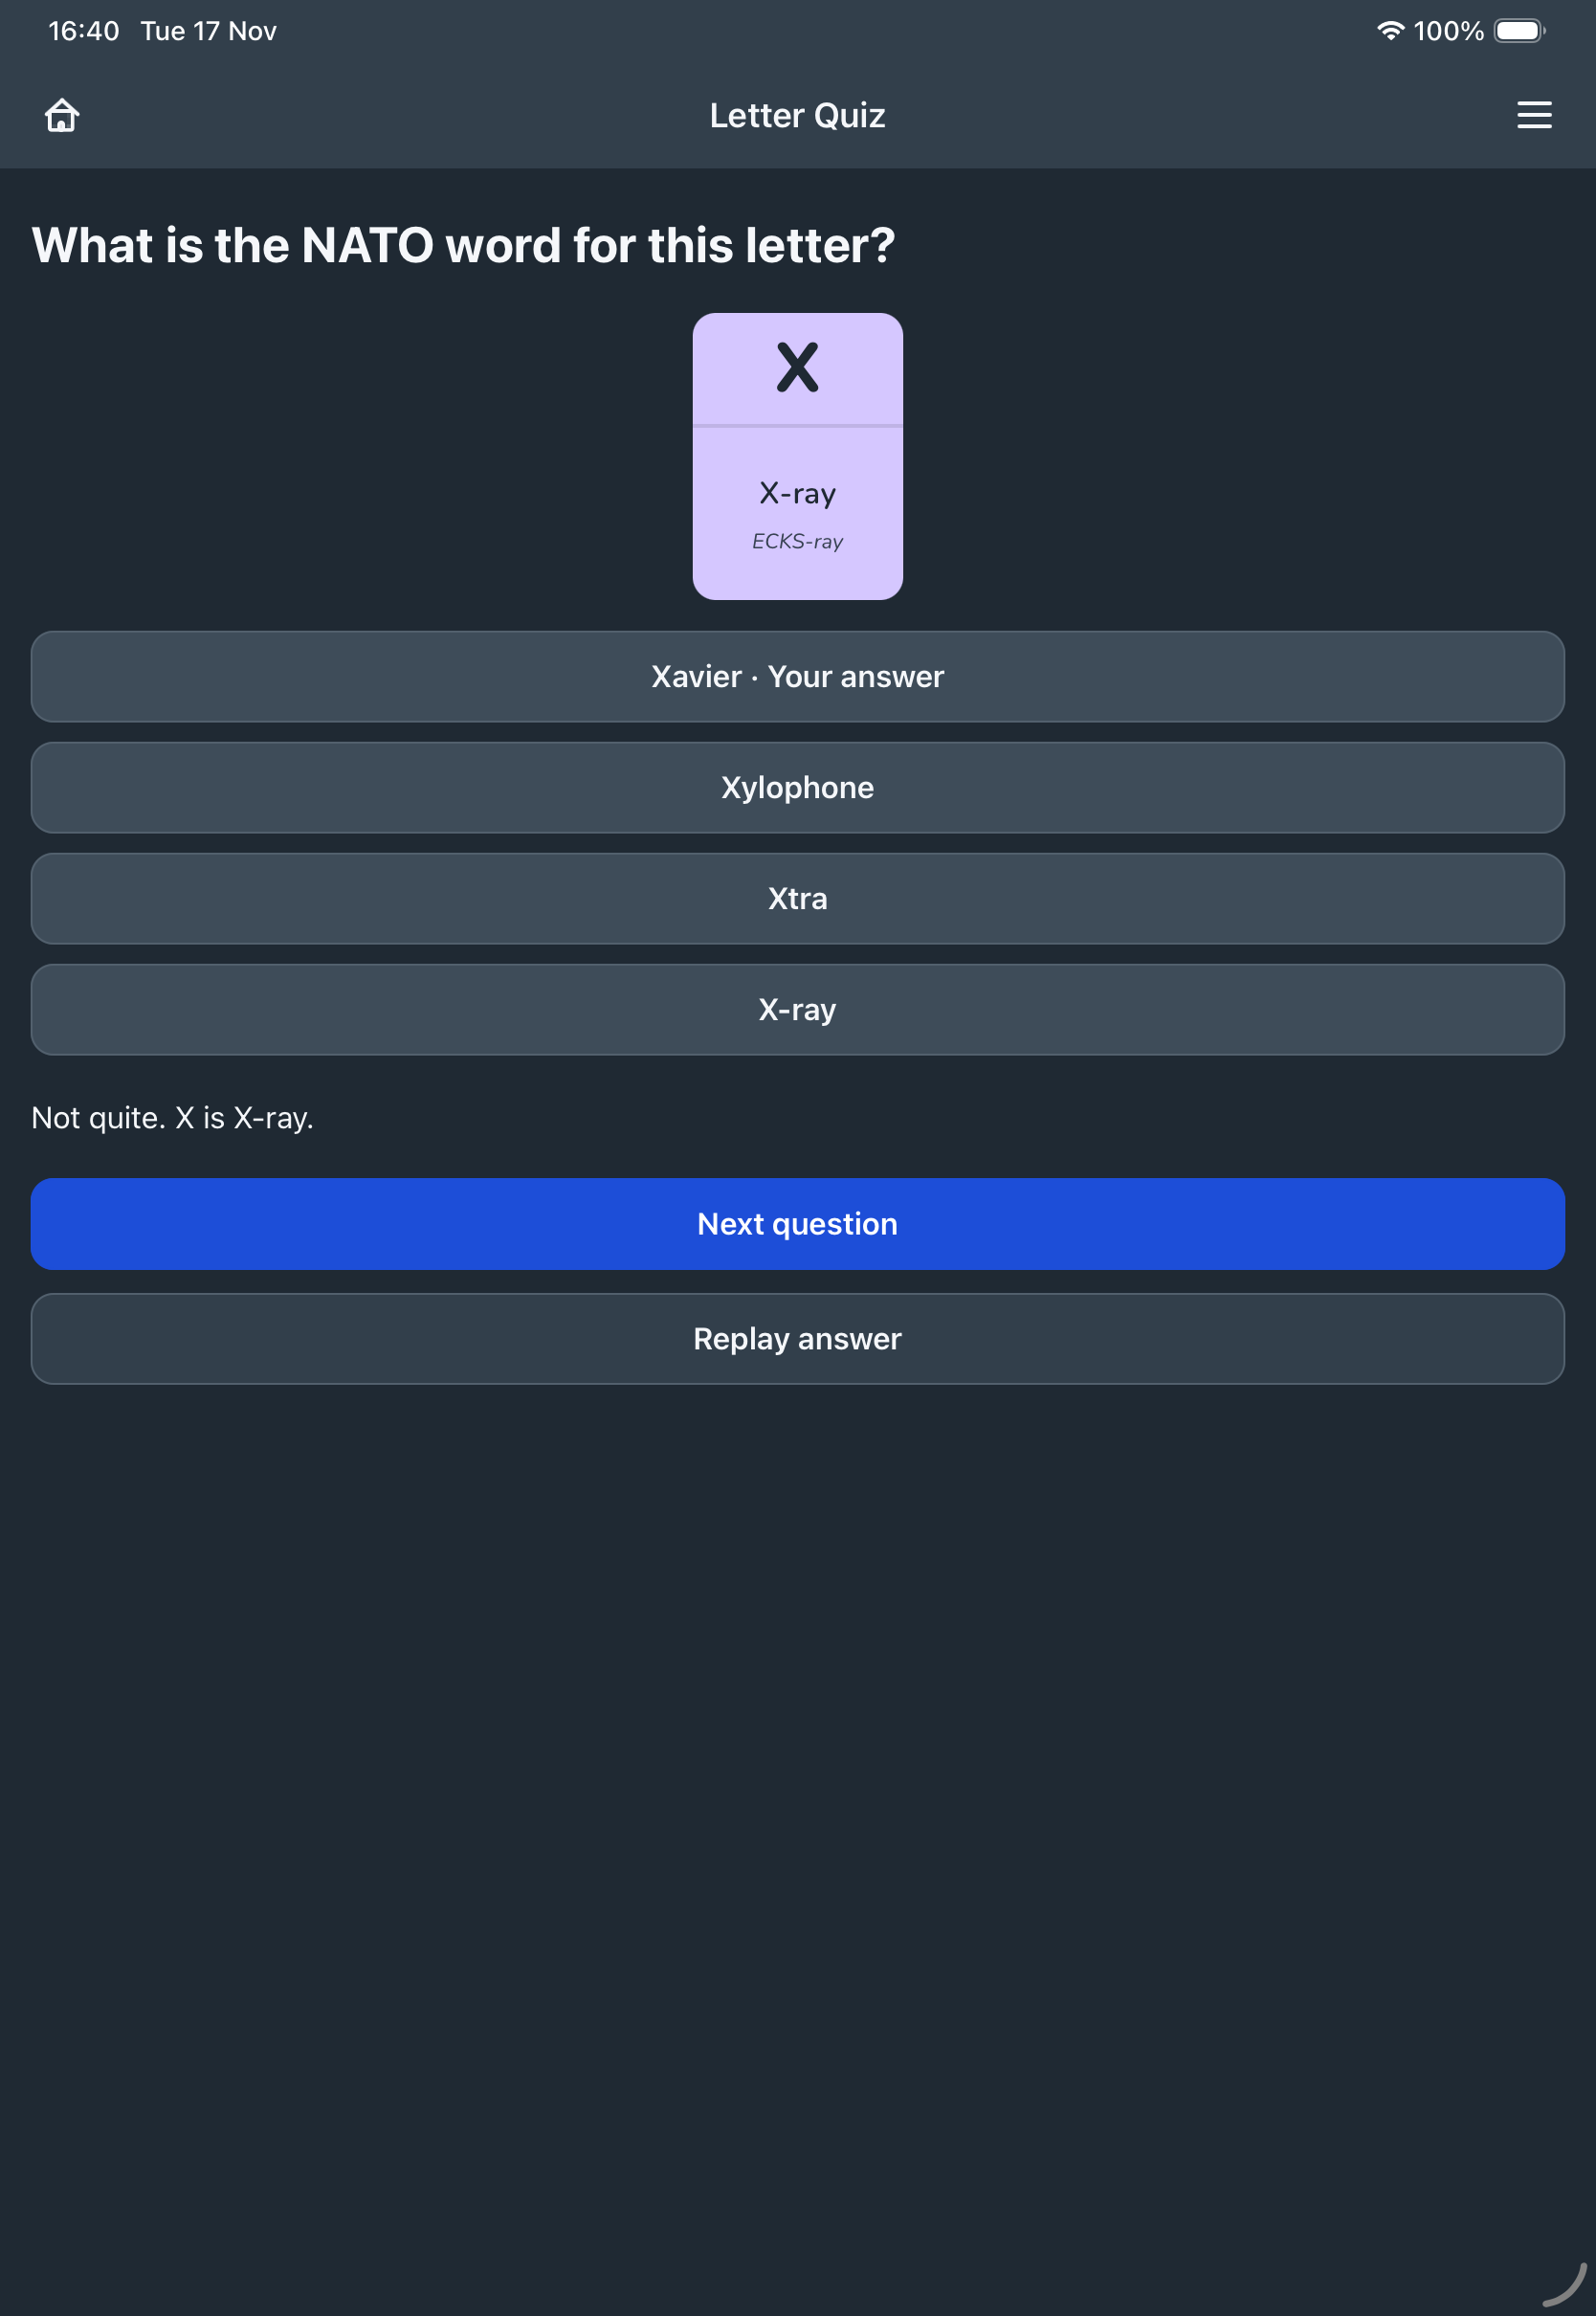 16:40 Tue 17 Nov 100%
Letter Quiz
What is the NATO word for this letter?
X
X-ray
ECKS-ray
Xavier · Your answer
Xylophone
Xtra
X-ray
Not quite. X is X-ray.
Next question
Replay answer